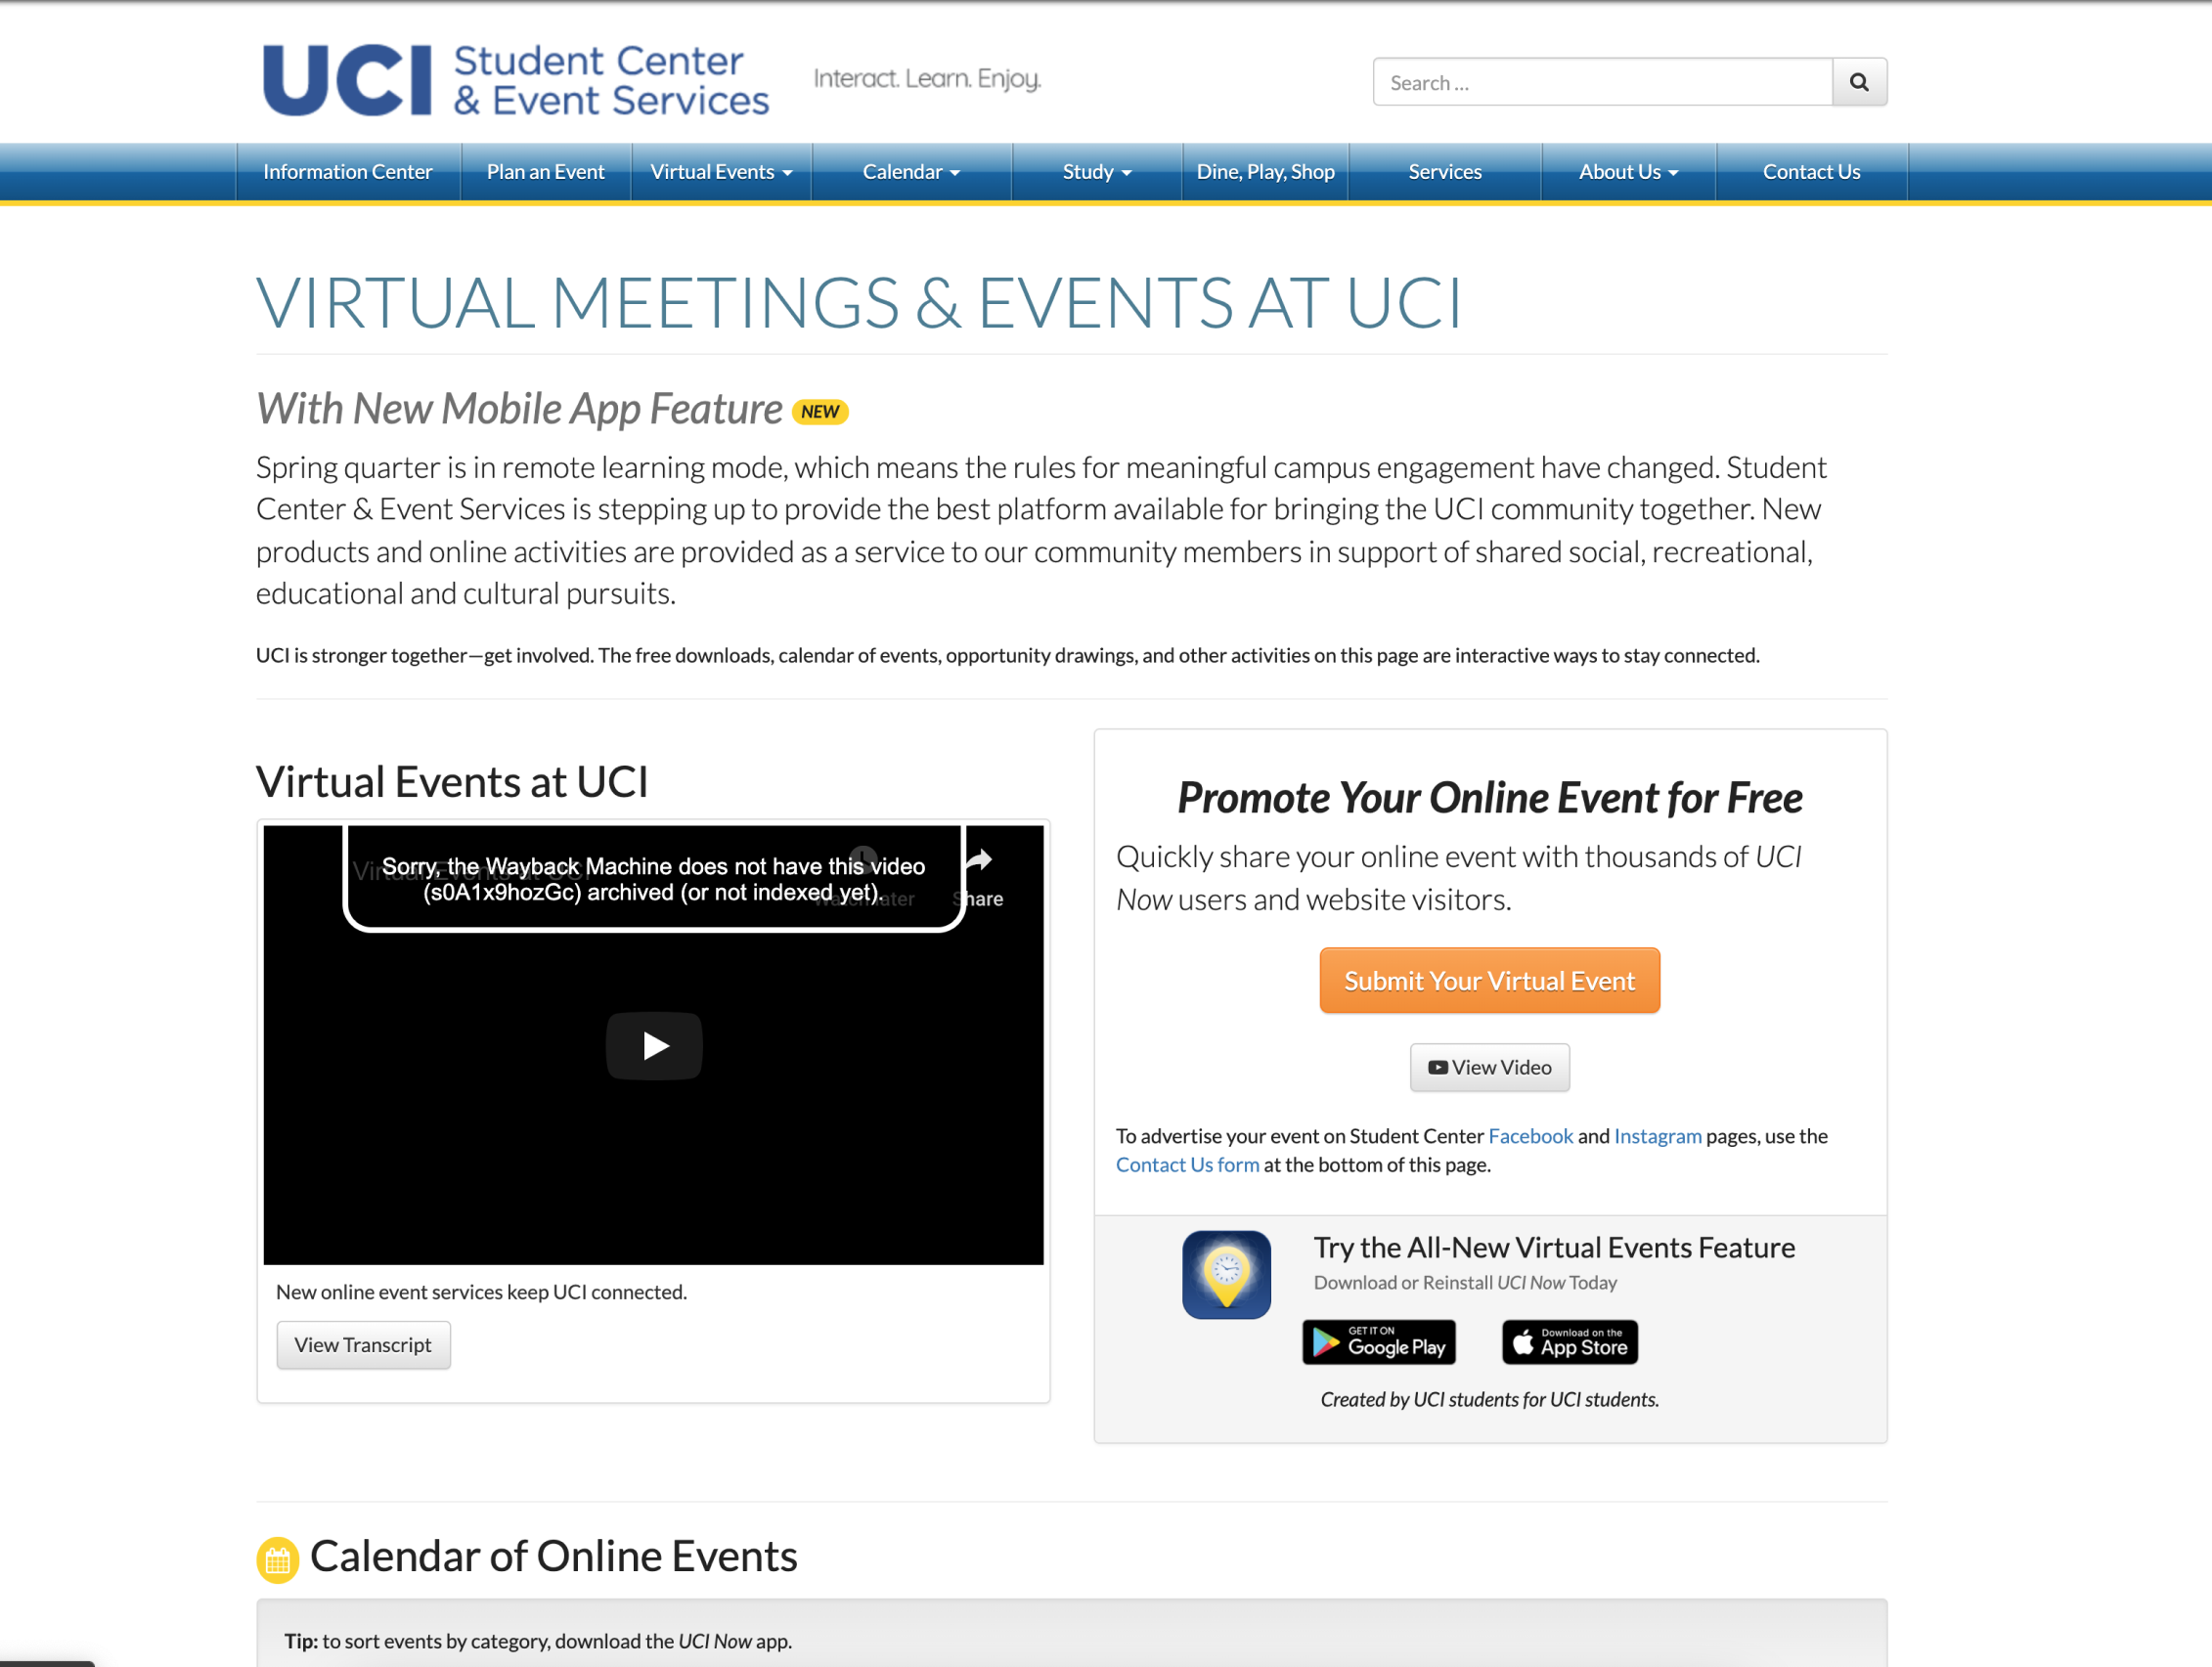 UCI Student Center
& Event Services
Interact. Learn. Enjoy.
Search ...
Information Center
Plan an Event
Virtual Events
Calendar
Study
Dine, Play, Shop
Services
About Us
Contact Us
VIRTUAL MEETINGS & EVENTS AT UCI
With New Mobile App Feature NEW
Spring quarter is in remote learning mode, which means the rules for meaningful campus engagement have changed. Student
Center & Event Services is stepping up to provide the best platform available for bringing the UCI community together. New
products and online activities are provided as a service to our community members in support of shared social, recreational,
educational and cultural pursuits.
UCI is stronger together—get involved. The free downloads, calendar of events, opportunity drawings, and other activities on this page are interactive ways to stay connected.
Virtual Events at UCI
Virtual Events at UCI
Sorry, the Wayback Machine does not have this video
(s0A1x9hozGc) archived (or not indexed yet).
Watch later
Share
New online event services keep UCI connected.
View Transcript
Promote Your Online Event for Free
Quickly share your online event with thousands of UCI
Now users and website visitors.
Submit Your Virtual Event
View Video
To advertise your event on Student Center Facebook and Instagram pages, use the
Contact Us form at the bottom of this page.
Try the All-New Virtual Events Feature
Download or Reinstall UCI Now Today
GET IT ON
Google Play
Download on the
App Store
Created by UCI students for UCI students.
Calendar of Online Events
Tip: to sort events by category, download the UCI Now app.